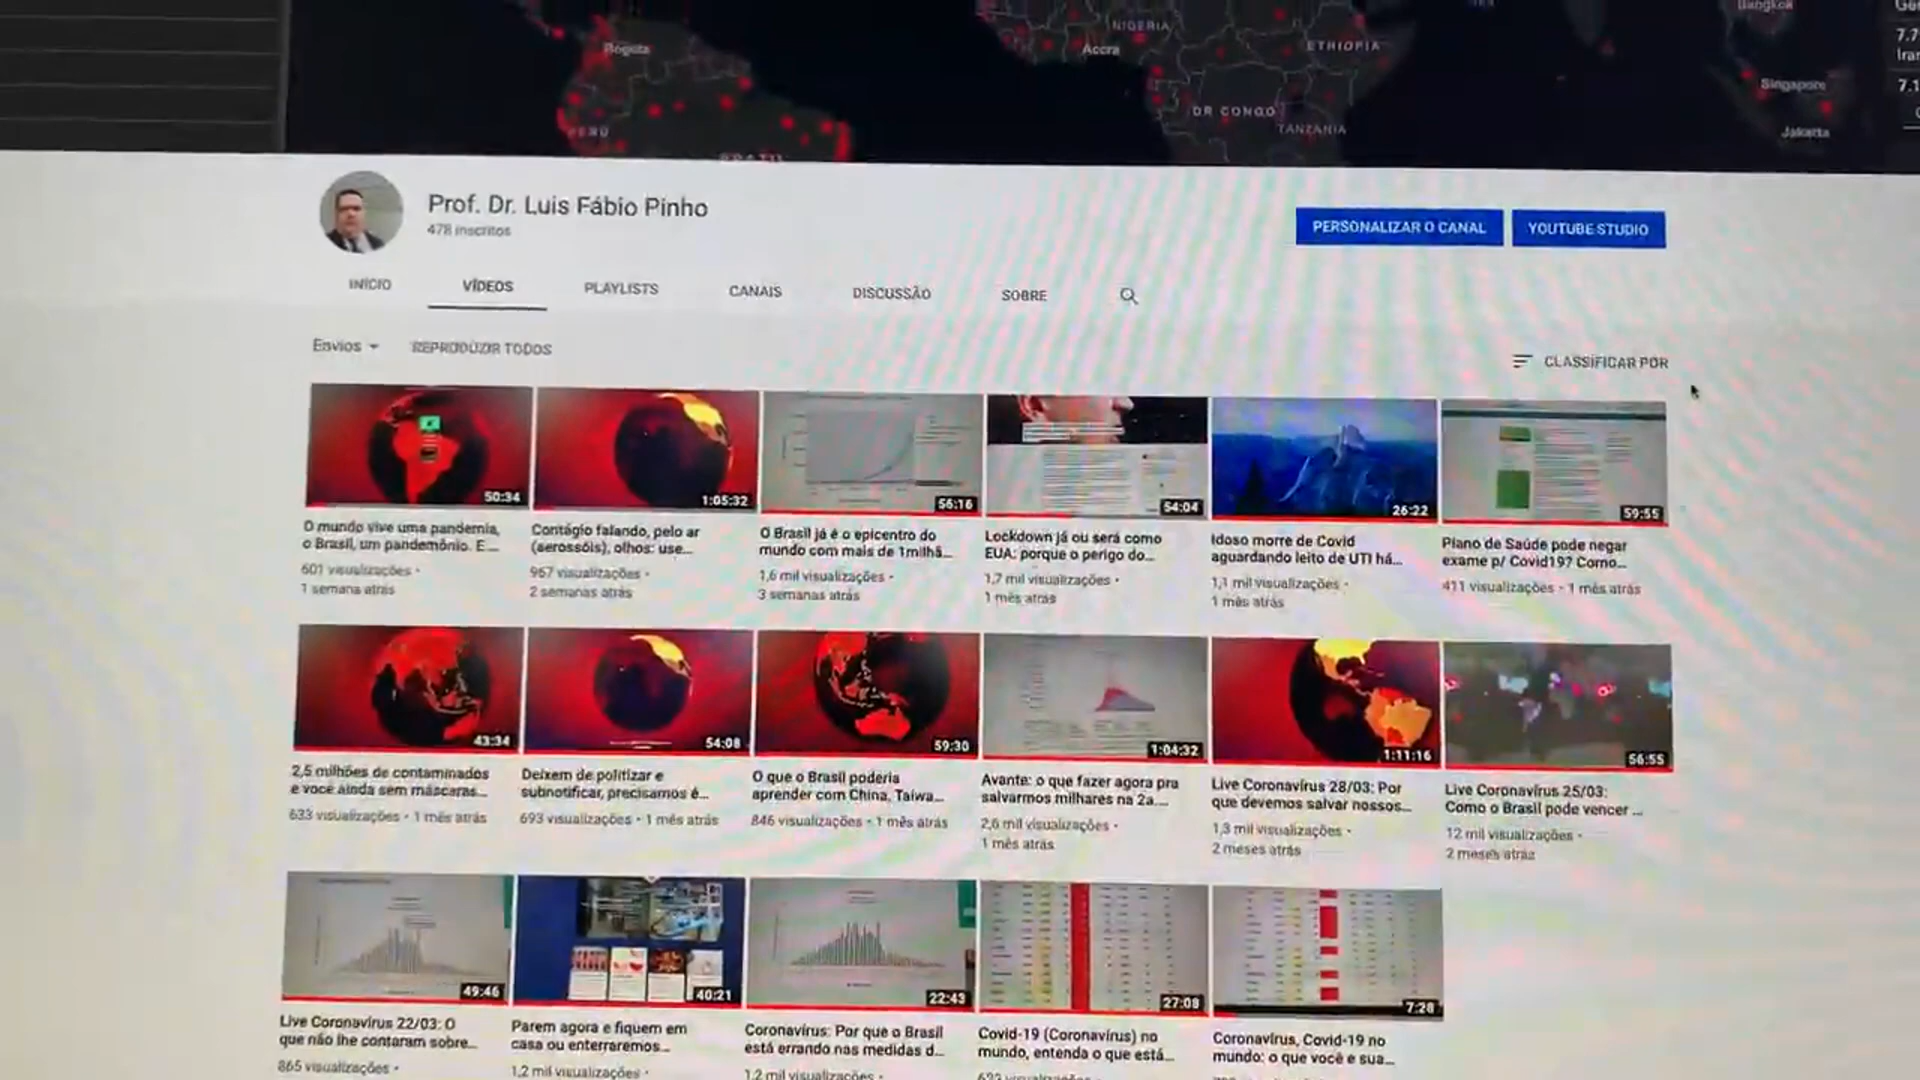 Bogota
NIGERIA
Accra
ETHIOPIA
DR CONGO
TANZANIA
PERU
BRAZIL
Bangkok
Singapore
Jakarta
7.7
Iran
7.1
Prof. Dr. Luis Fábio Pinho
478 inscritos
PERSONALIZAR O CANAL
YOUTUBE STUDIO
INÍCIO
VÍDEOS
PLAYLISTS
CANAIS
DISCUSSÃO
SOBRE
Envios
REPRODUZIR TODOS
CLASSIFICAR POR
50:34
1:05:32
56:16
54:04
26:22
59:55
O mundo vive uma pandemia,
o Brasil, um pandemônio. E...
601 visualizações •
1 semana atrás
Contágio falando, pelo ar
(aerossóis), olhos: use...
967 visualizações •
2 semanas atrás
O Brasil já é o epicentro do
mundo com mais de 1milhã...
1,6 mil visualizações •
3 semanas atrás
Lockdown já ou será como
EUA: porque o perigo do...
1,7 mil visualizações •
1 mês atrás
Idoso morre de Covid
aguardando leito de UTI há...
1,1 mil visualizações •
1 mês atrás
Plano de Saúde pode negar
exame p/ Covid19? Como...
411 visualizações • 1 mês atrás
43:34
54:08
59:30
1:04:32
1:11:16
56:55
2,5 milhões de contaminados
e você ainda sem máscaras...
633 visualizações • 1 mês atrás
Deixem de politizar e
subnotificar, precisamos é...
693 visualizações • 1 mês atrás
O que o Brasil poderia
aprender com China, Taiwa...
846 visualizações • 1 mês atrás
Avante: o que fazer agora pra
salvarmos milhares na 2a....
2,6 mil visualizações •
1 mês atrás
Live Coronavírus 28/03: Por
que devemos salvar nossos...
1,3 mil visualizações •
2 meses atrás
Live Coronavírus 25/03:
Como o Brasil pode vencer ...
12 mil visualizações •
2 meses atrás
49:46
40:21
22:43
27:08
7:28
Live Coronavírus 22/03: O
que não lhe contaram sobre...
865 visualizações •
Parem agora e fiquem em
casa ou enterraremos...
1,2 mil visualizações •
Coronavírus: Por que o Brasil
está errando nas medidas d...
1,2 mil visualizações •
Covid-19 (Coronavírus) no
mundo, entenda o que está...
Coronavírus, Covid-19 no
mundo: o que você e sua...